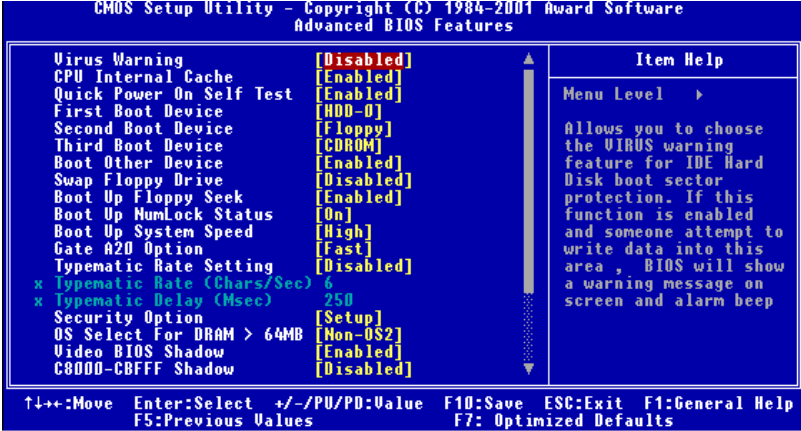 CMOS Setup Utility - Copyright (C) 1984-2001 Award Software
Advanced BIOS Features
Virus Warning [Disabled]
CPU Internal Cache [Enabled]
Quick Power On Self Test [Enabled]
First Boot Device [HDD-0]
Second Boot Device [Floppy]
Third Boot Device [CDROM]
Boot Other Device [Enabled]
Swap Floppy Drive [Disabled]
Boot Up Floppy Seek [Enabled]
Boot Up NumLock Status [On]
Boot Up System Speed [High]
Gate A20 Option [Fast]
Typematic Rate Setting [Disabled]
x Typematic Rate (Chars/Sec) 6
x Typematic Delay (Msec) 250
Security Option [Setup]
OS Select For DRAM > 64MB [Non-OS2]
Video BIOS Shadow [Enabled]
C8000-CBFFF Shadow [Disabled]
Item Help
Menu Level ▸
Allows you to choose
the VIRUS warning
feature for IDE Hard
Disk boot sector
protection. If this
function is enabled
and someone attempt to
write data into this
area , BIOS will show
a warning message on
screen and alarm beep
↑↓→←:Move Enter:Select +/-/PU/PD:Value F10:Save ESC:Exit F1:General Help
F5:Previous Values F7: Optimized Defaults